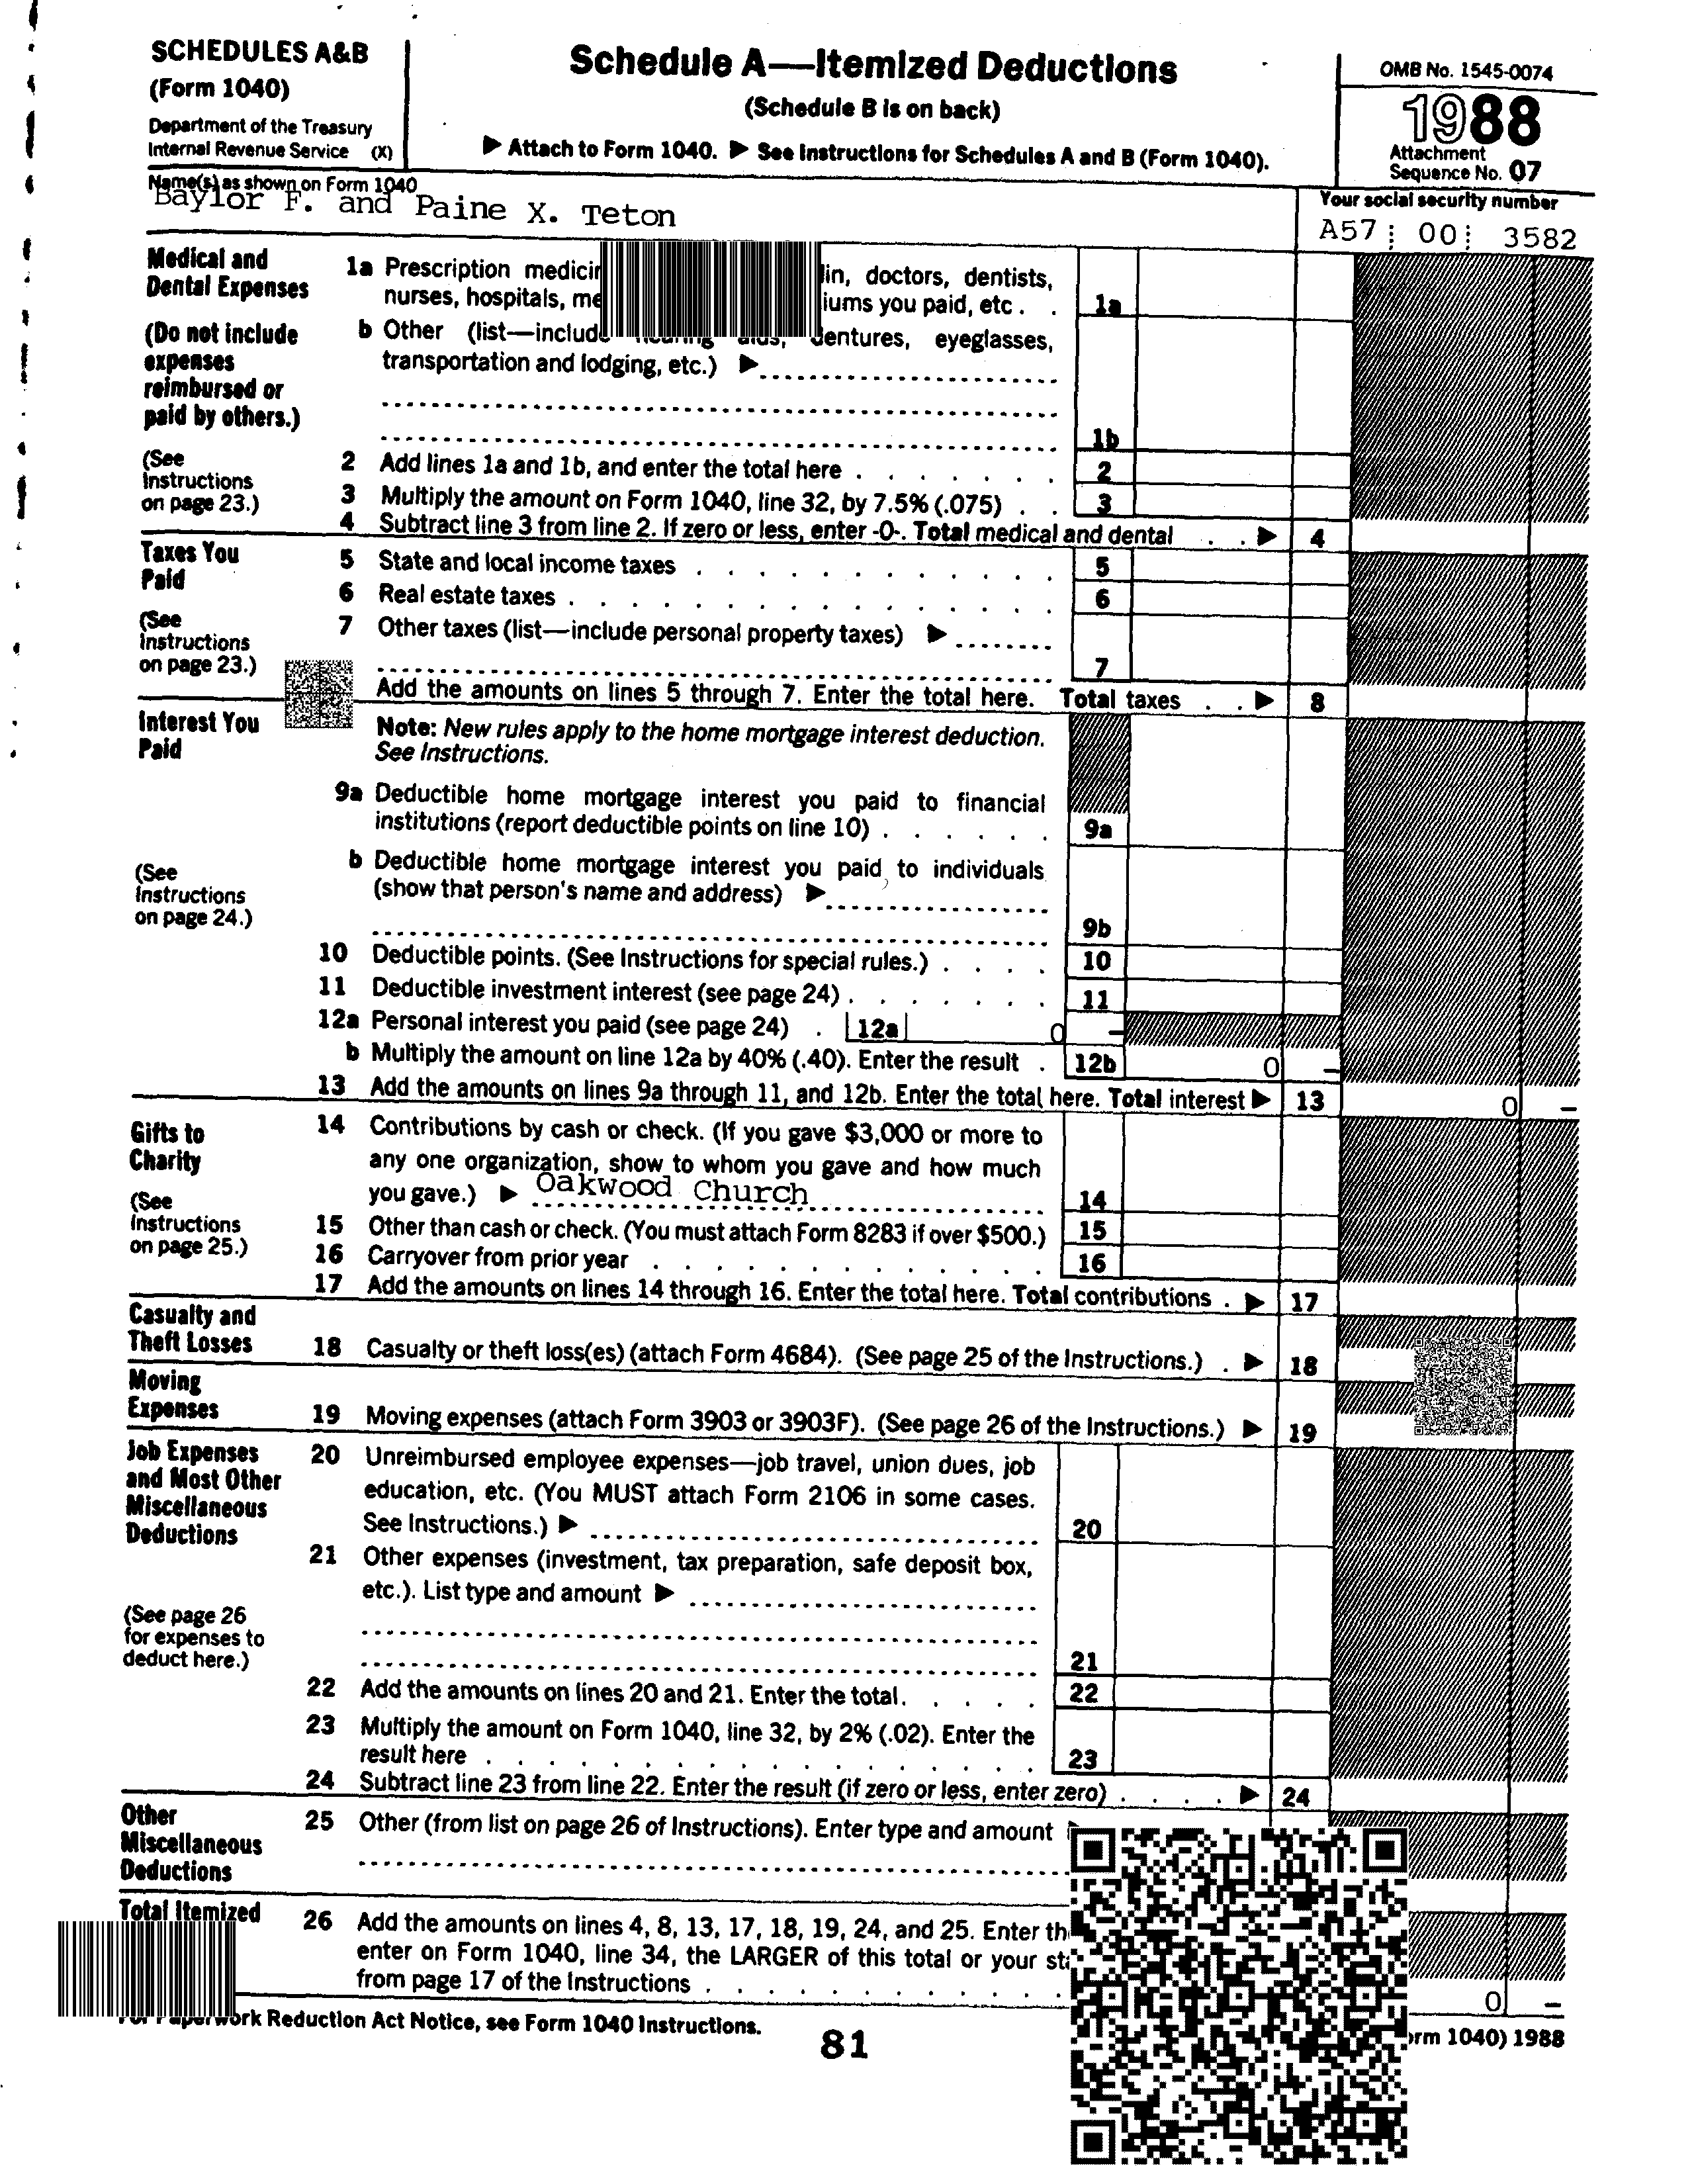 SCHEDULES A&B
(Form 1040)
Department of the Treasury
Internal Revenue Service (X)
Schedule A—Itemized Deductions
(Schedule B is on back)
▶ Attach to Form 1040. ▶ See Instructions for Schedules A and B (Form 1040).
OMB No. 1545-0074
1988
Attachment
Sequence No. 07
Name(s) as shown on Form 1040
Baylor F. and Paine X. Teton
Your social security number
A57 00 3582
Medical and
Dental Expenses
(Do not include
expenses
reimbursed or
paid by others.)
(See
Instructions
on page 23.)
1a Prescription lin, doctors, dentists,
nurses, hospitals, you paid, etc . . 1a
b Other (list—include dentures, eyeglasses,
transportation and lodging, etc.) ▶
1b
2 Add lines 1a and 1b, and enter the total here . . . . . . . 2
3 Multiply the amount on Form 1040, line 32, by 7.5% (.075) . . 3
4 Subtract line 3 from line 2. If zero or less, enter -0-. Total medical and dental . . ▶ 4
Taxes You
Paid
(See
Instructions
on page 23.)
5 State and local income taxes . . . . . . . . . . . . 5
6 Real estate taxes . . . . . . . . . . . . . . . . 6
7 Other taxes (list—include personal property taxes) ▶
7
Add the amounts on lines 5 through 7. Enter the total here. Total taxes . . ▶ 8
Interest You
Paid
(See
Instructions
on page 24.)
Note: New rules apply to the home mortgage interest deduction.
See Instructions.
9a Deductible home mortgage interest you paid to financial
institutions (report deductible points on line 10) . . . . . . 9a
b Deductible home mortgage interest you paid to individuals
(show that person's name and address) ▶
9b
10 Deductible points. (See Instructions for special rules.) . . . . 10
11 Deductible investment interest (see page 24) . . . . . . . 11
12a Personal interest you paid (see page 24) . 12a 0 –
b Multiply the amount on line 12a by 40% (.40). Enter the result . 12b 0 –
13 Add the amounts on lines 9a through 11, and 12b. Enter the total here. Total interest ▶ 13 0 –
Gifts to
Charity
(See
Instructions
on page 25.)
14 Contributions by cash or check. (If you gave $3,000 or more to
any one organization, show to whom you gave and how much
you gave.) ▶ Oakwood Church 14
15 Other than cash or check. (You must attach Form 8283 if over $500.) 15
16 Carryover from prior year . . . . . . . . . . . . . 16
17 Add the amounts on lines 14 through 16. Enter the total here. Total contributions . ▶ 17
Casualty and
Theft Losses
18 Casualty or theft loss(es) (attach Form 4684). (See page 25 of the Instructions.) . ▶ 18
Moving
Expenses
19 Moving expenses (attach Form 3903 or 3903F). (See page 26 of the Instructions.) ▶ 19
Job Expenses
and Most Other
Miscellaneous
Deductions
(See page 26
for expenses to
deduct here.)
20 Unreimbursed employee expenses—job travel, union dues, job
education, etc. (You MUST attach Form 2106 in some cases.
See Instructions.) ▶ 20
21 Other expenses (investment, tax preparation, safe deposit box,
etc.). List type and amount ▶
21
22 Add the amounts on lines 20 and 21. Enter the total. . . . . . 22
23 Multiply the amount on Form 1040, line 32, by 2% (.02). Enter the
result here . . . . . . . . . . . . . . . . . . 23
24 Subtract line 23 from line 22. Enter the result (if zero or less, enter zero) . . . . ▶ 24
Other
Miscellaneous
Deductions
25 Other (from list on page 26 of Instructions). Enter type and amount
Total Itemized
26 Add the amounts on lines 4, 8, 13, 17, 18, 19, 24, and 25. Enter
enter on Form 1040, line 34, the LARGER of this total or your
from page 17 of the Instructions . . . . . . . . . . . 0 –
Reduction Act Notice, see Form 1040 Instructions.
81
1040) 1988